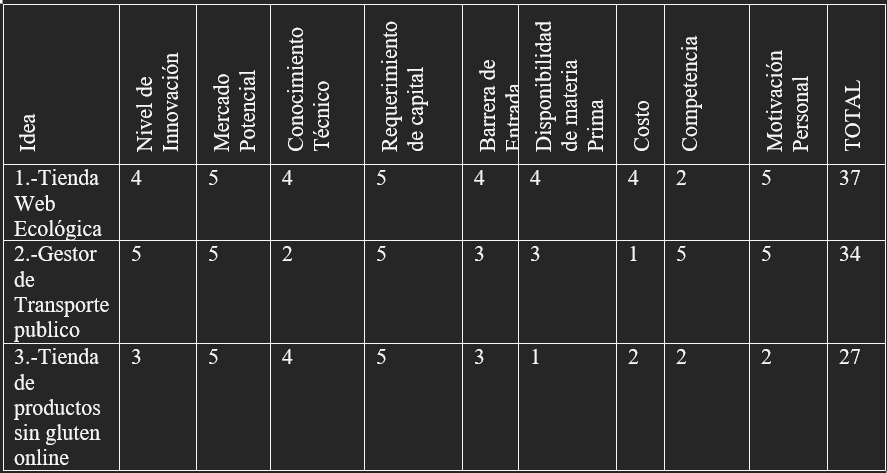 Idea
Nivel de
Innovación
Mercado
Potencial
Conocimiento
Técnico
Requerimiento
de capital
Barrera de
Entrada
Disponibilidad
de materia
Prima
Costo
Competencia
Motivación
Personal
TOTAL
1.-Tienda
Web
Ecológica
4
5
4
5
4
4
4
2
5
37
2.-Gestor
de
Transporte
publico
5
5
2
5
3
3
1
5
5
34
3.-Tienda
de
productos
sin gluten
online
3
5
4
5
3
1
2
2
2
27